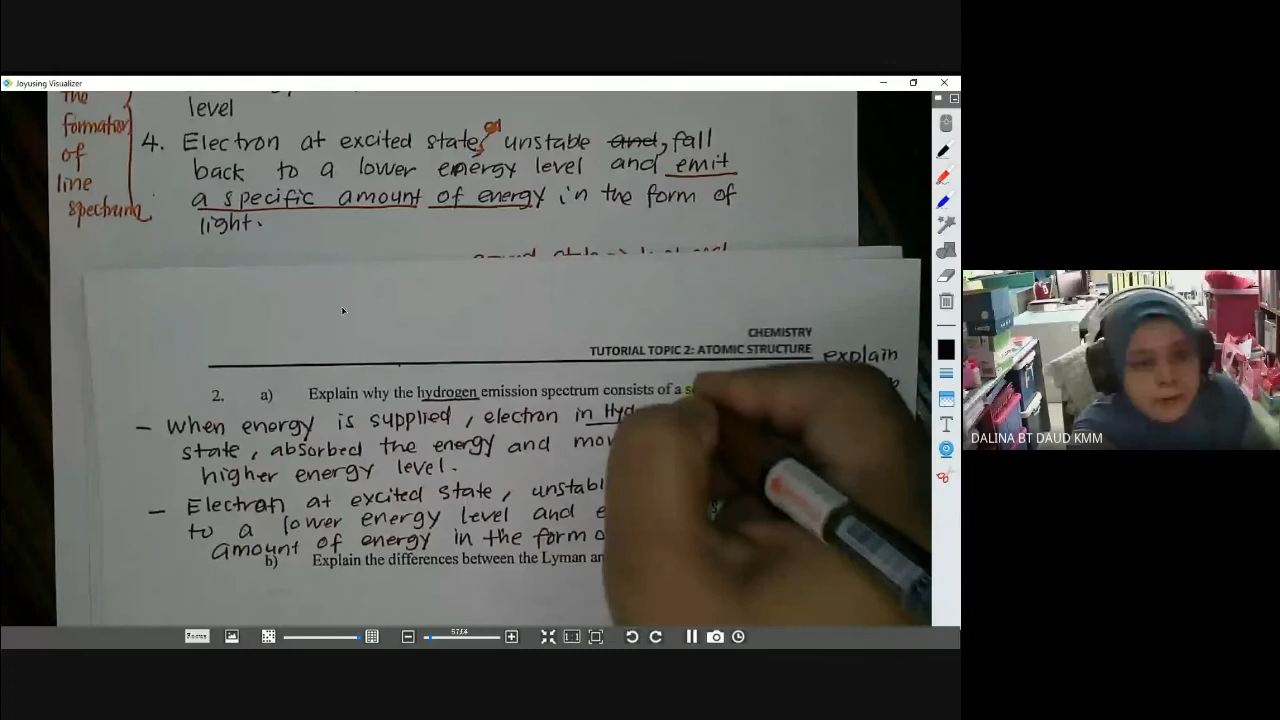 Joyusing Visualizer
the
formation
of
line
spectrum
level
4. Electron at excited state, unstable and, fall
back to a lower energy level and emit
a specific amount of energy in the form of
light.
CHEMISTRY
TUTORIAL TOPIC 2: ATOMIC STRUCTURE
explain
2. a) Explain why the hydrogen emission spectrum consists of a
- When energy is supplied, electron in
state, absorbed the energy and
higher energy level.
- Electron at excited state,
to a lower energy level and
amount of energy in the form
b) Explain the differences between the Lyman
DALINA BT DAUD KMM
Focus
1:1